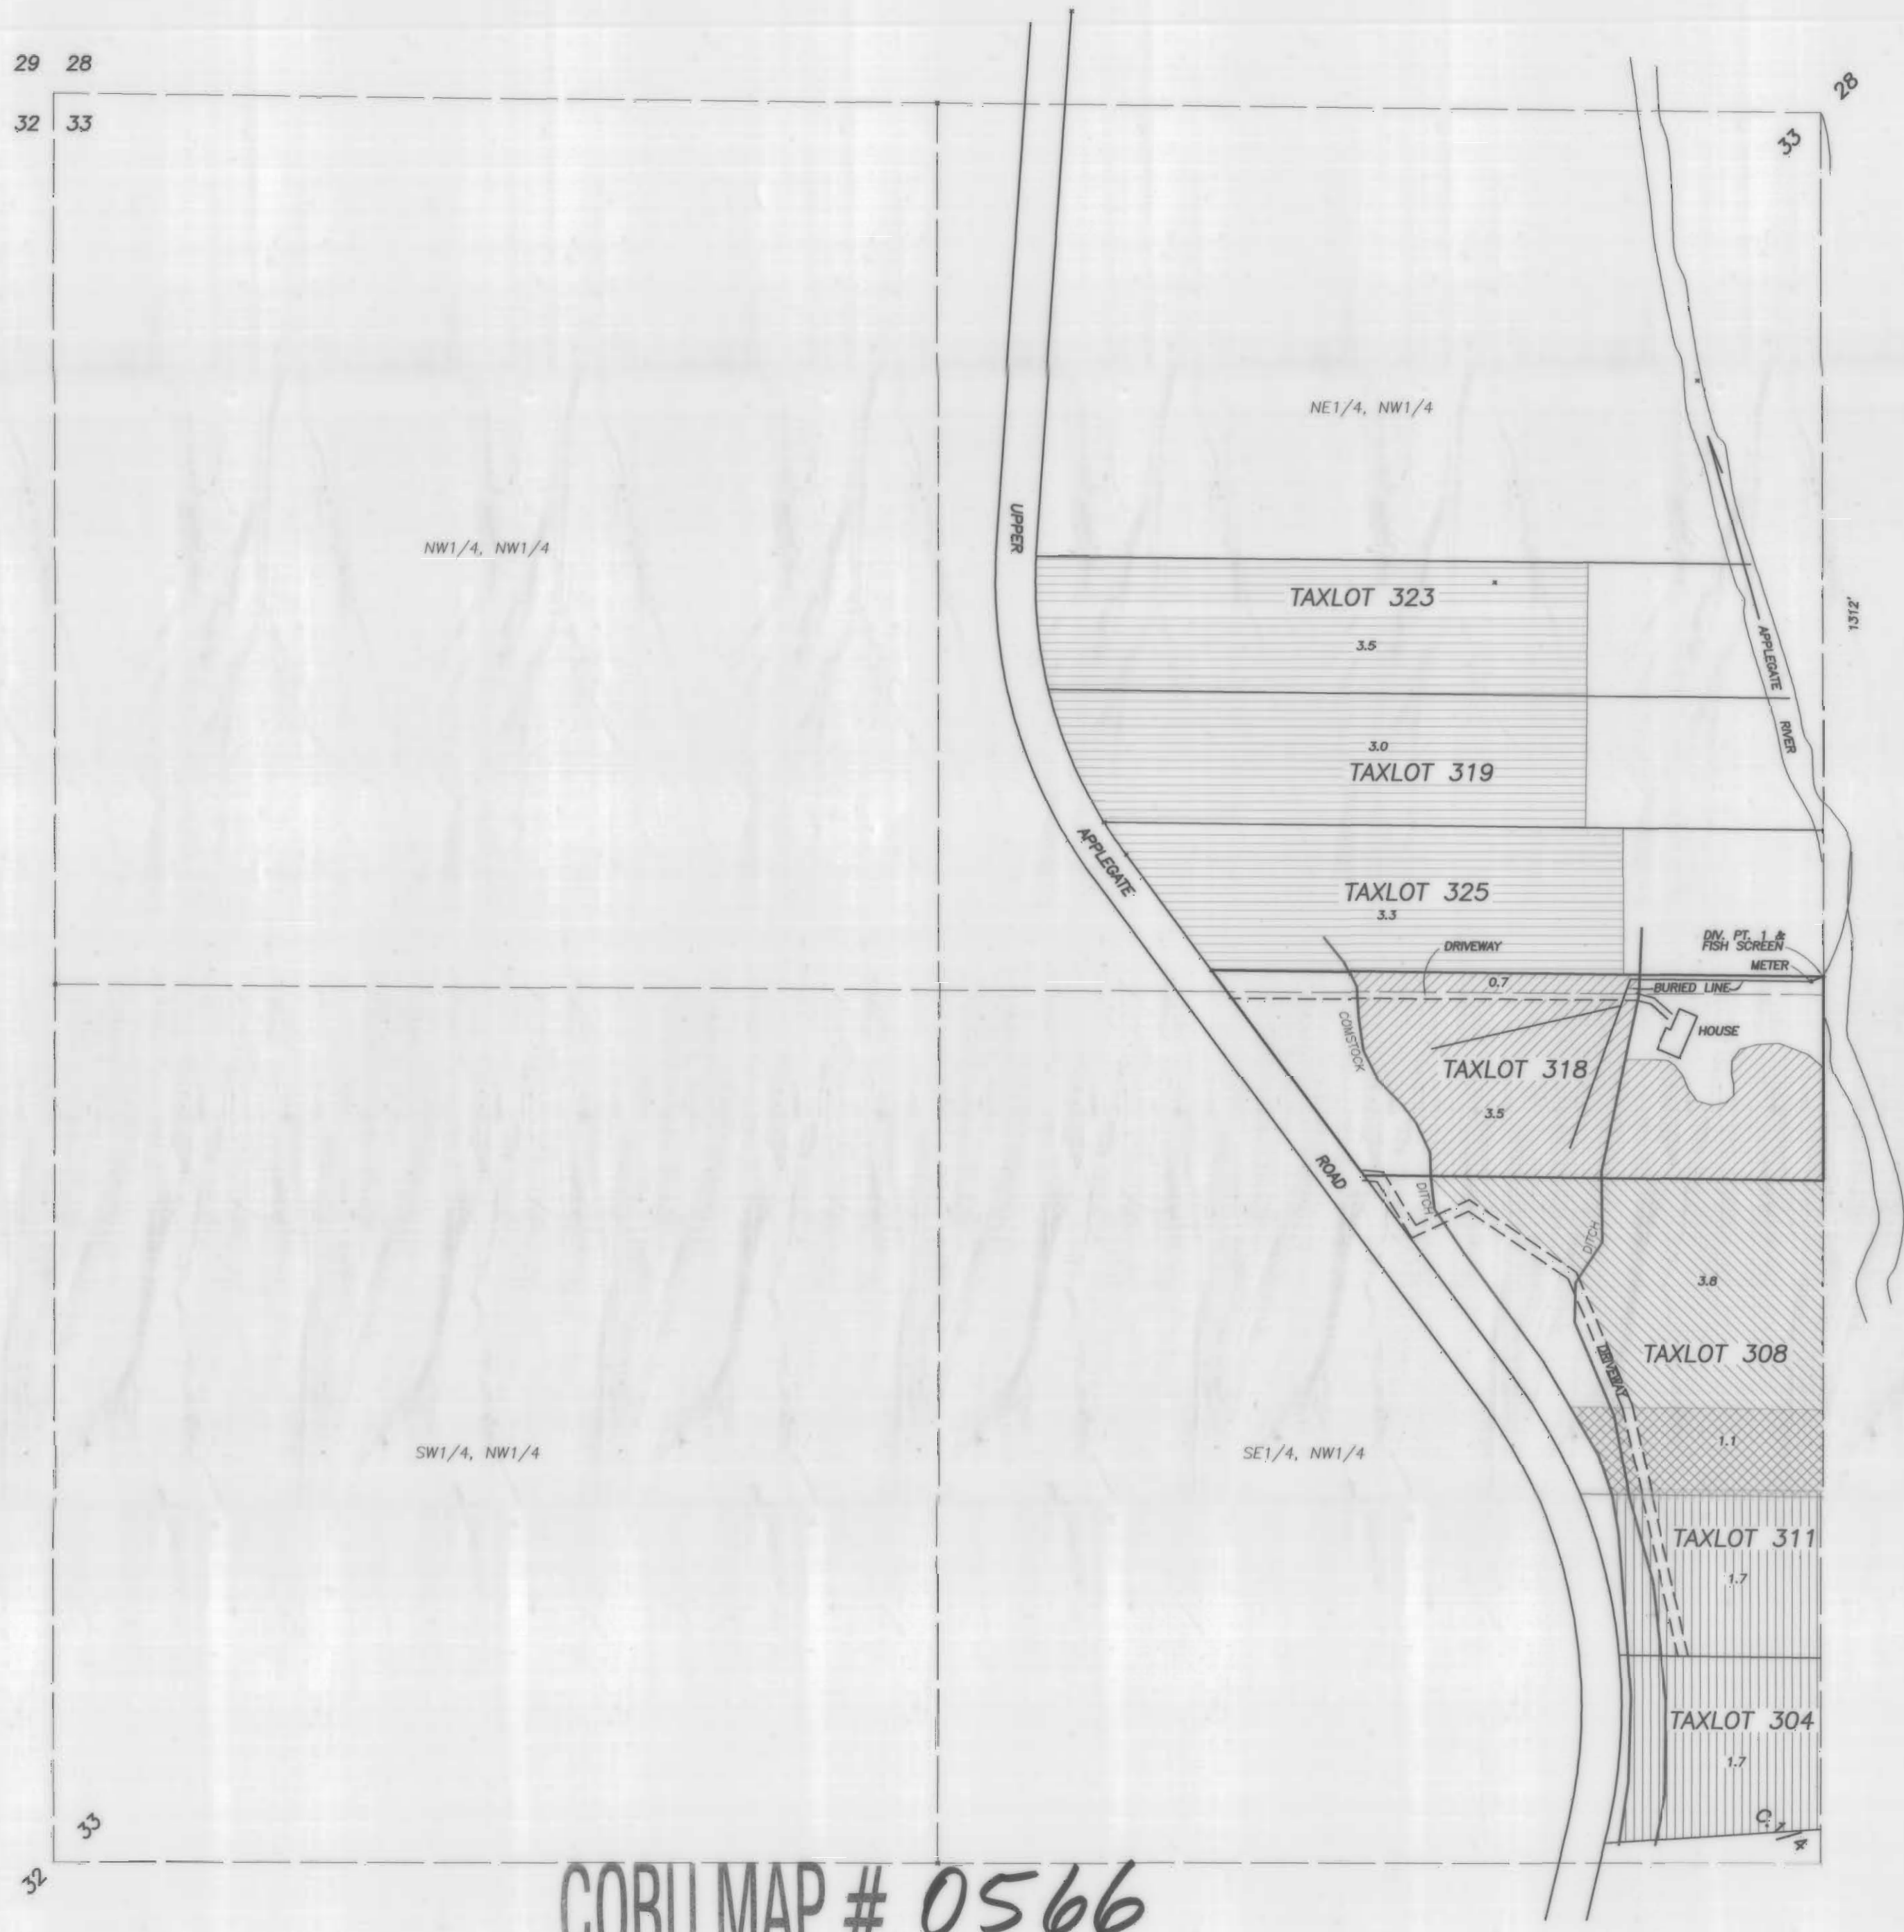 29 28
32 33
28
33
NE1/4, NW1/4
NW1/4, NW1/4
UPPER
APPLEGATE
ROAD
1312'
APPLEGATE
RIVER
TAXLOT 323
3.5
3.0
TAXLOT 319
TAXLOT 325
3.3
DRIVEWAY
DIV. PT. 1 &
FISH SCREEN
METER
0.7
BURIED LINE
HOUSE
COMSTOCK
DITCH
TAXLOT 318
3.5
DITCH
3.8
TAXLOT 308
DRIVEWAY
1.1
SW1/4, NW1/4
SE1/4, NW1/4
TAXLOT 311
1.7
TAXLOT 304
1.7
C. 1/4
33
32
COBU MAP # 0566